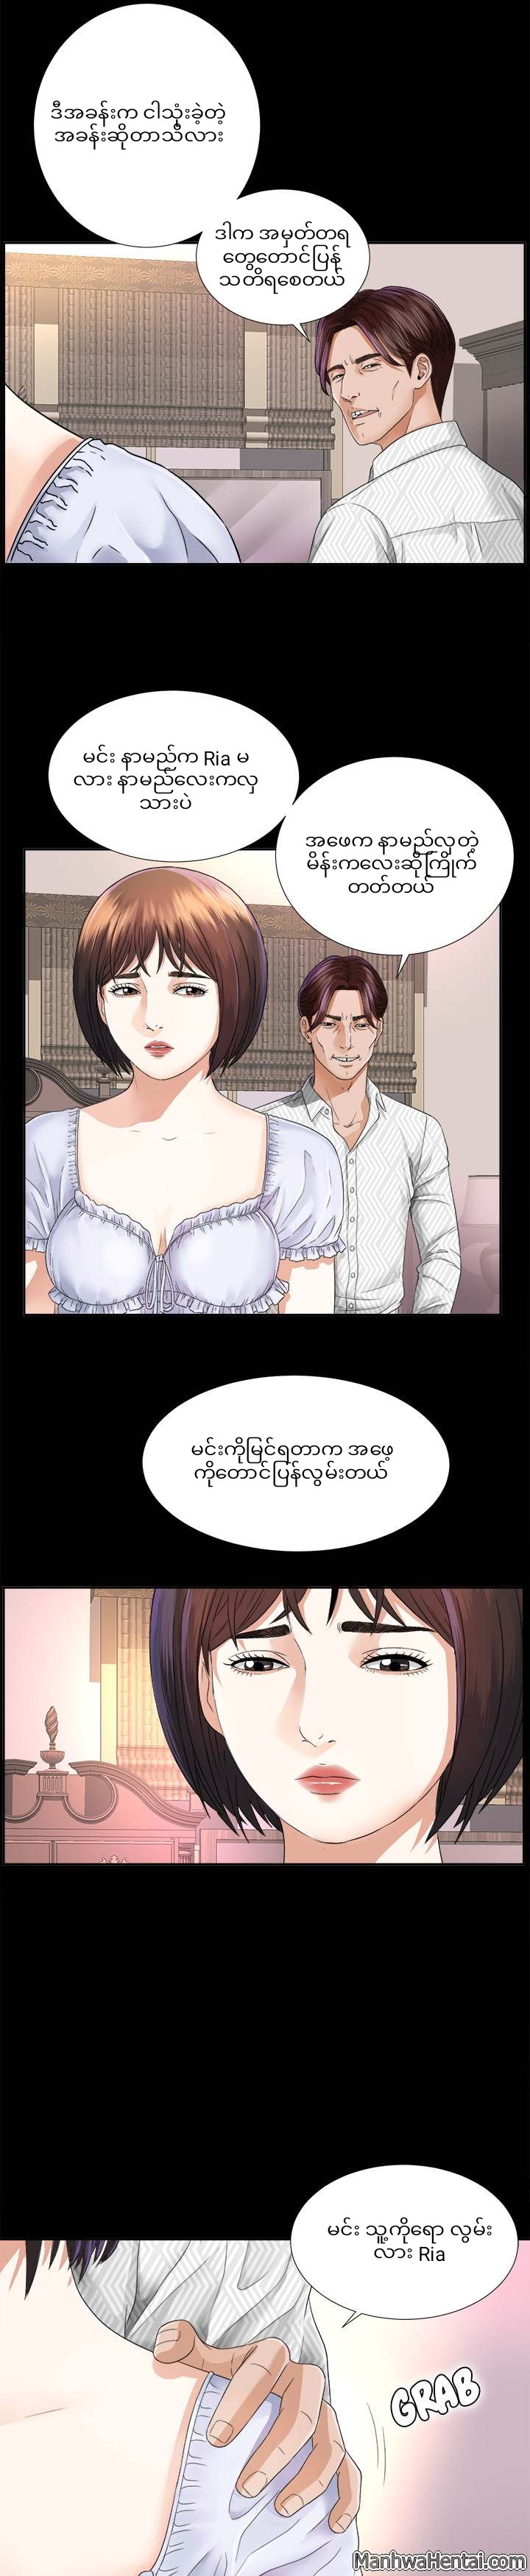 ဒီအခန်းက ငါသုံးခဲ့တဲ့
အခန်းဆိုတာသိလား
ဒါက အမှတ်တရ
တွေတောင်ပြန်
သတိရစေတယ်
မင်း နာမည်က Ria မ
လား နာမည်လေးကလှ
သားပဲ
အဖေက နာမည်လှတဲ့
မိန်းကလေးဆိုကြိုက်
တတ်တယ်
မင်းကိုမြင်ရတာက အဖေ့
ကိုတောင်ပြန်လွမ်းတယ်
မင်း သူ့ကိုရော လွမ်း
လား Ria
GRAB
ManhwaHentai.com